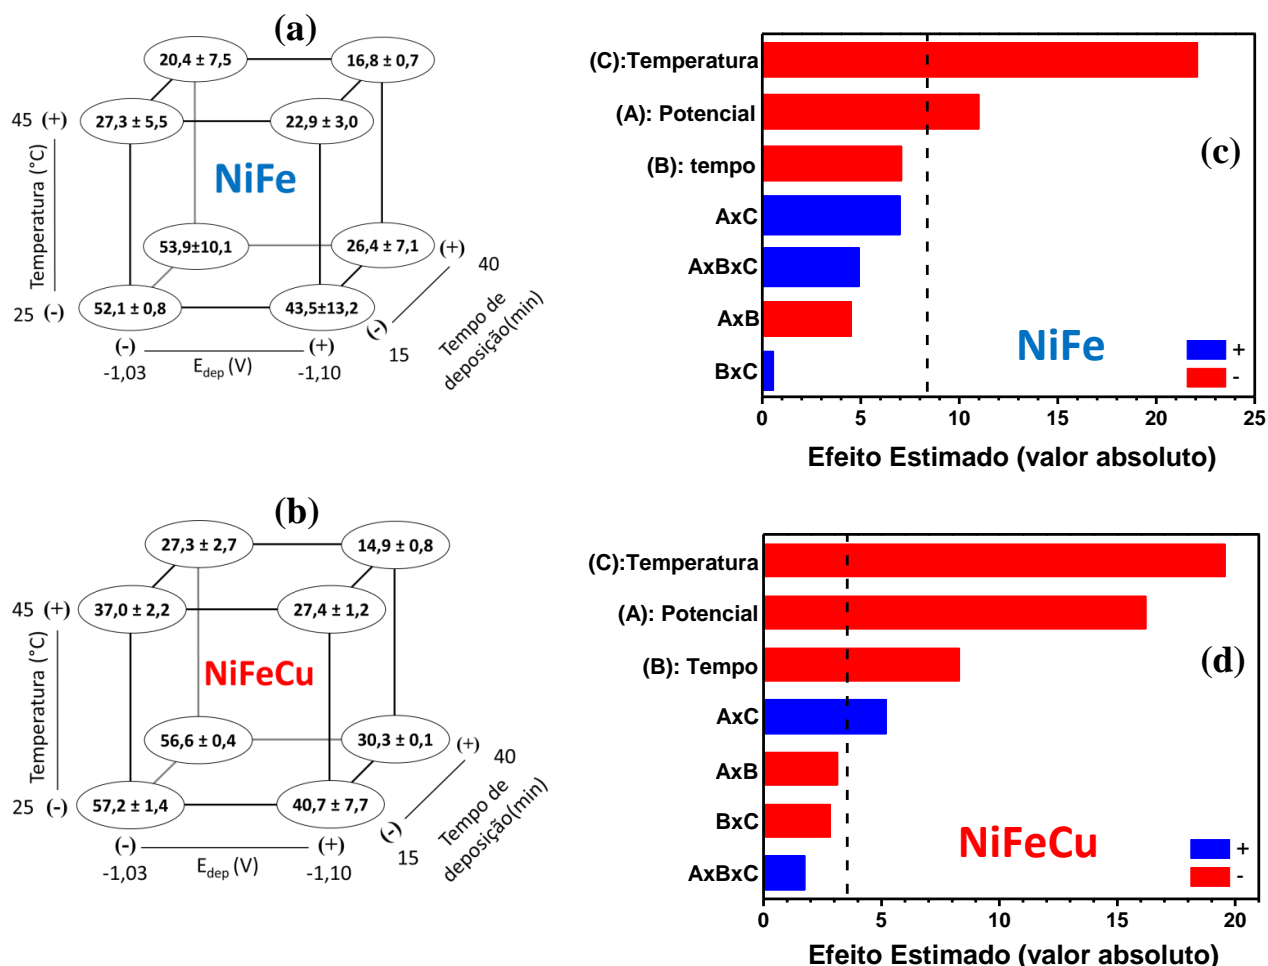 (a)
20,4 ± 7,5
16,8 ± 0,7
45 (+)
27,3 ± 5,5
22,9 ± 3,0
Temperatura (°C)
NiFe
53,9±10,1
26,4 ± 7,1
(+)
40
25 (-)
52,1 ± 0,8
43,5±13,2
(-)
15
Tempo de
deposição(min)
(-)
(+)
-1,03
E_dep (V)
-1,10
(c)
(C):Temperatura
(A): Potencial
(B): tempo
AxC
AxBxC
AxB
BxC
NiFe
+
-
0 5 10 15 20 25
Efeito Estimado (valor absoluto)
(b)
27,3 ± 2,7
14,9 ± 0,8
45 (+)
37,0 ± 2,2
27,4 ± 1,2
Temperatura (°C)
NiFeCu
56,6 ± 0,4
30,3 ± 0,1
(+)
40
25 (-)
57,2 ± 1,4
40,7 ± 7,7
(-)
15
Tempo de
deposição(min)
(-)
(+)
-1,03
E_dep (V)
-1,10
(d)
(C):Temperatura
(A): Potencial
(B): Tempo
AxC
AxB
BxC
AxBxC
NiFeCu
+
-
0 5 10 15 20
Efeito Estimado (valor absoluto)